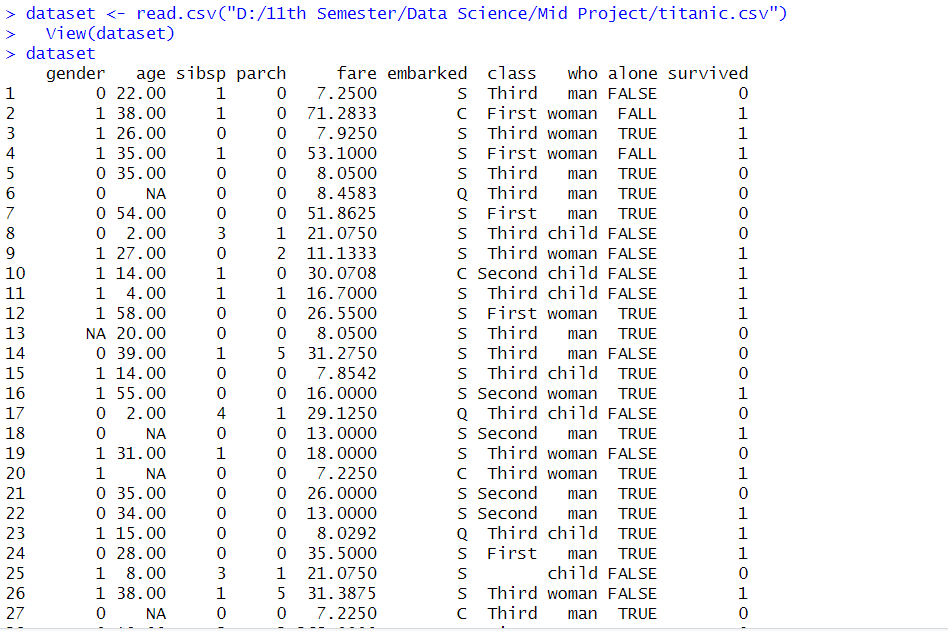 > dataset <- read.csv("D:/11th Semester/Data Science/Mid Project/titanic.csv")
> View(dataset)
> dataset
gender age sibsp parch fare embarked class who alone survived
1 0 22.00 1 0 7.2500 S Third man FALSE 0
2 1 38.00 1 0 71.2833 C First woman FALL 1
3 1 26.00 0 0 7.9250 S Third woman TRUE 1
4 1 35.00 1 0 53.1000 S First woman FALL 1
5 0 35.00 0 0 8.0500 S Third man TRUE 0
6 0 NA 0 0 8.4583 Q Third man TRUE 0
7 0 54.00 0 0 51.8625 S First man TRUE 0
8 0 2.00 3 1 21.0750 S Third child FALSE 0
9 1 27.00 0 2 11.1333 S Third woman FALSE 1
10 1 14.00 1 0 30.0708 C Second child FALSE 1
11 1 4.00 1 1 16.7000 S Third child FALSE 1
12 1 58.00 0 0 26.5500 S First woman TRUE 1
13 NA 20.00 0 0 8.0500 S Third man TRUE 0
14 0 39.00 1 5 31.2750 S Third man FALSE 0
15 1 14.00 0 0 7.8542 S Third child TRUE 0
16 1 55.00 0 0 16.0000 S Second woman TRUE 1
17 0 2.00 4 1 29.1250 Q Third child FALSE 0
18 0 NA 0 0 13.0000 S Second man TRUE 1
19 1 31.00 1 0 18.0000 S Third woman FALSE 0
20 1 NA 0 0 7.2250 C Third woman TRUE 1
21 0 35.00 0 0 26.0000 S Second man TRUE 0
22 0 34.00 0 0 13.0000 S Second man TRUE 1
23 1 15.00 0 0 8.0292 Q Third child TRUE 1
24 0 28.00 0 0 35.5000 S First man TRUE 1
25 1 8.00 3 1 21.0750 S child FALSE 0
26 1 38.00 1 5 31.3875 S Third woman FALSE 1
27 0 NA 0 0 7.2250 C Third man TRUE 0